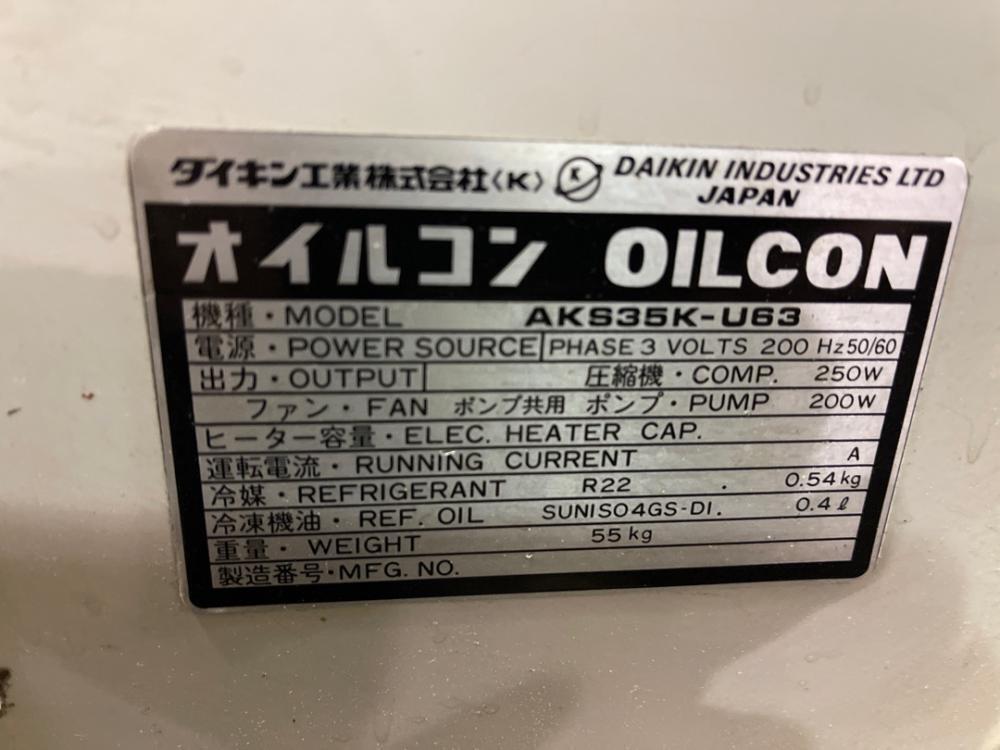 ダイキン工業株式会社〈K〉 K DAIKIN INDUSTRIES LTD
JAPAN
オイルコン OILCON
機種・MODEL AKS35K-U63
電源・POWER SOURCE PHASE 3 VOLTS 200 Hz 50/60
出力・OUTPUT 圧縮機・COMP. 250W
ファン・FAN ポンプ共用 ポンプ・PUMP 200W
ヒーター容量・ELEC. HEATER CAP.
運転電流・RUNNING CURRENT A
冷媒・REFRIGERANT R22 . 0.54kg
冷凍機油・REF. OIL SUNISO4GS-DI. 0.4ℓ
重量・WEIGHT 55kg
製造番号・MFG. NO.